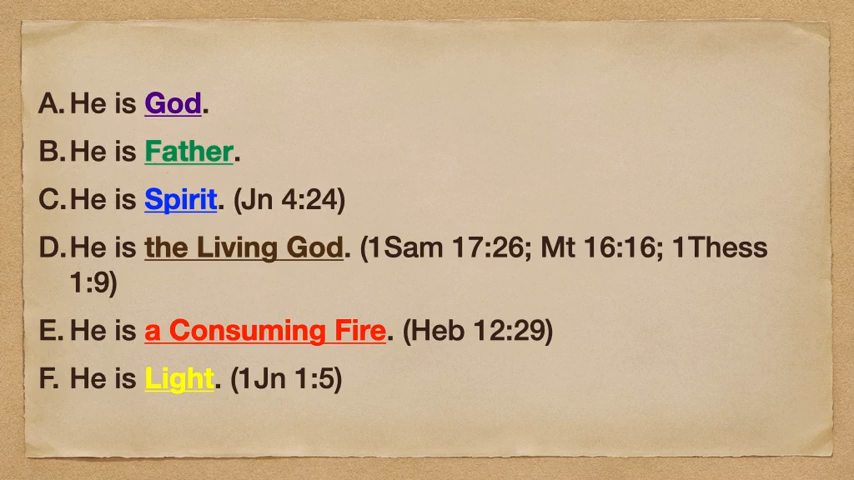 A. He is God.
B. He is Father.
C. He is Spirit. (Jn 4:24)
D. He is the Living God. (1Sam 17:26; Mt 16:16; 1Thess
1:9)
E. He is a Consuming Fire. (Heb 12:29)
F. He is Light. (1Jn 1:5)